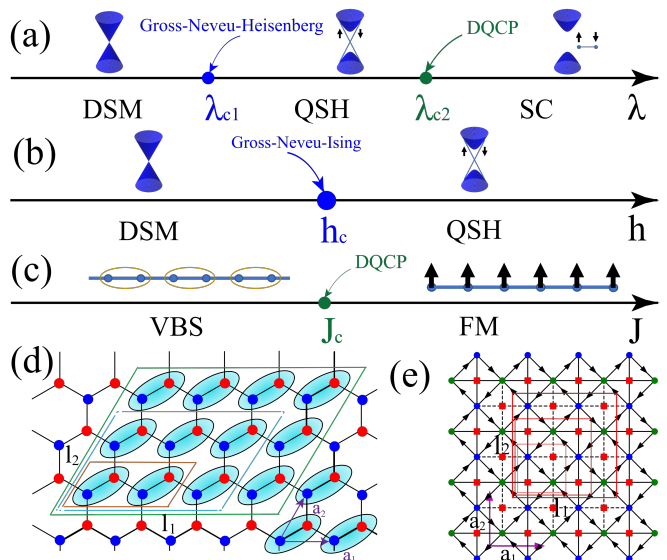 (a)
Gross-Neveu-Heisenberg
DQCP
DSM
λc1
QSH
λc2
SC
λ
(b)
Gross-Neveu-Ising
DSM
hc
QSH
h
(c)
DQCP
VBS
Jc
FM
J
(d)
(e)
l2
l1
a2
a1
l2
l1
a2
a1